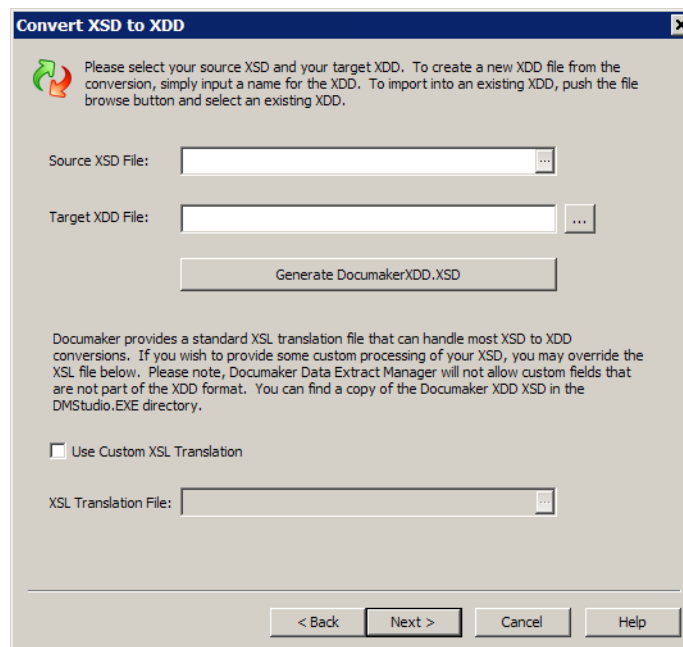 Convert XSD to XDD
Please select your source XSD and your target XDD. To create a new XDD file from the
conversion, simply input a name for the XDD. To import into an existing XDD, push the file
browse button and select an existing XDD.
Source XSD File:
...
Target XDD File:
...
Generate DocumakerXDD.XSD
Documaker provides a standard XSL translation file that can handle most XSD to XDD
conversions. If you wish to provide some custom processing of your XSD, you may override the
XSL file below. Please note, Documaker Data Extract Manager will not allow custom fields that
are not part of the XDD format. You can find a copy of the Documaker XDD XSD in the
DMStudio.EXE directory.
Use Custom XSL Translation
XSL Translation File:
...
< Back Next > Cancel Help